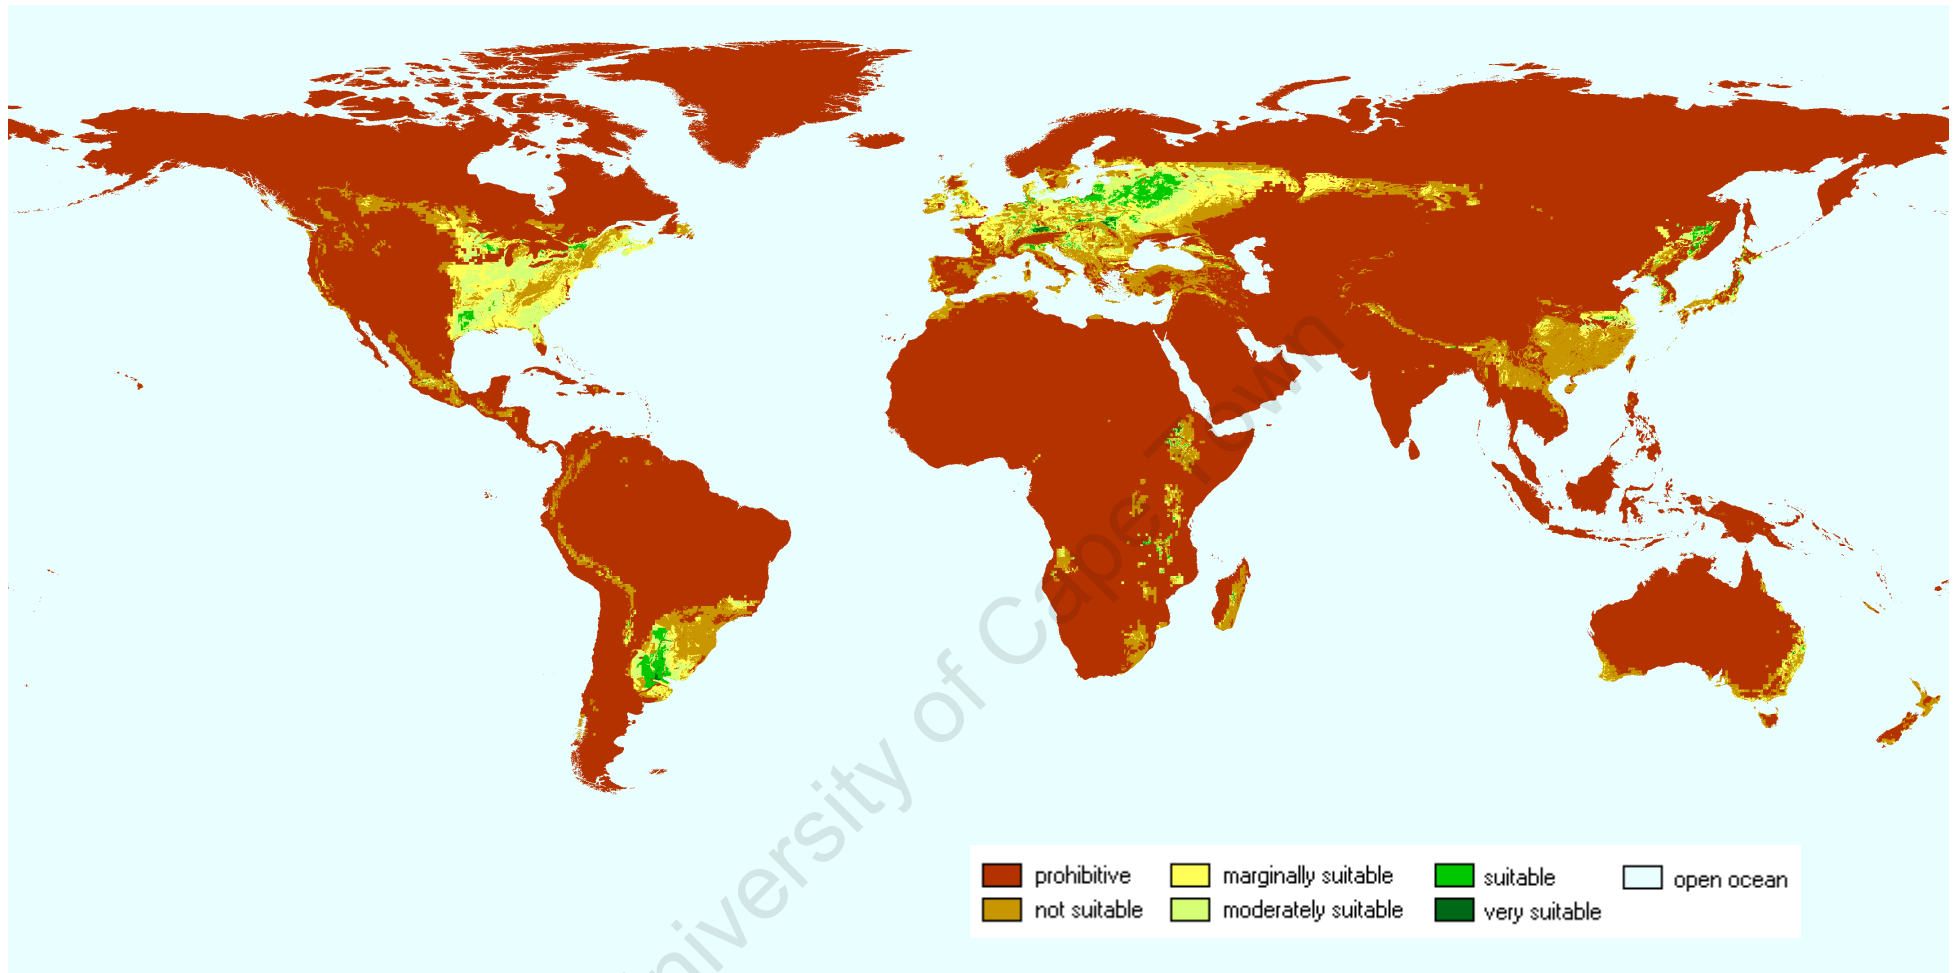 prohibitive
marginally suitable
suitable
open ocean
not suitable
moderately suitable
very suitable
University of Cape Town